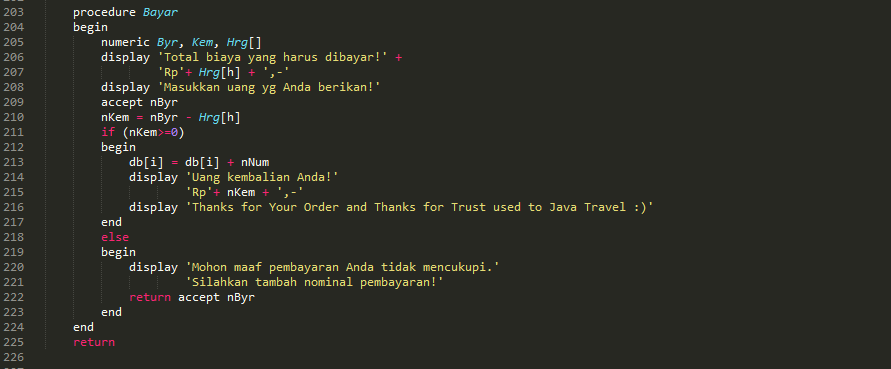 203 procedure Bayar
204 begin
205 numeric Byr, Kem, Hrg[]
206 display 'Total biaya yang harus dibayar!' +
207 'Rp'+ Hrg[h] + ',-'
208 display 'Masukkan uang yg Anda berikan!'
209 accept nByr
210 nKem = nByr - Hrg[h]
211 if (nKem>=0)
212 begin
213 db[i] = db[i] + nNum
214 display 'Uang kembalian Anda!'
215 'Rp'+ nKem + ',-'
216 display 'Thanks for Your Order and Thanks for Trust used to Java Travel :)'
217 end
218 else
219 begin
220 display 'Mohon maaf pembayaran Anda tidak mencukupi.'
221 'Silahkan tambah nominal pembayaran!'
222 return accept nByr
223 end
224 end
225 return
226